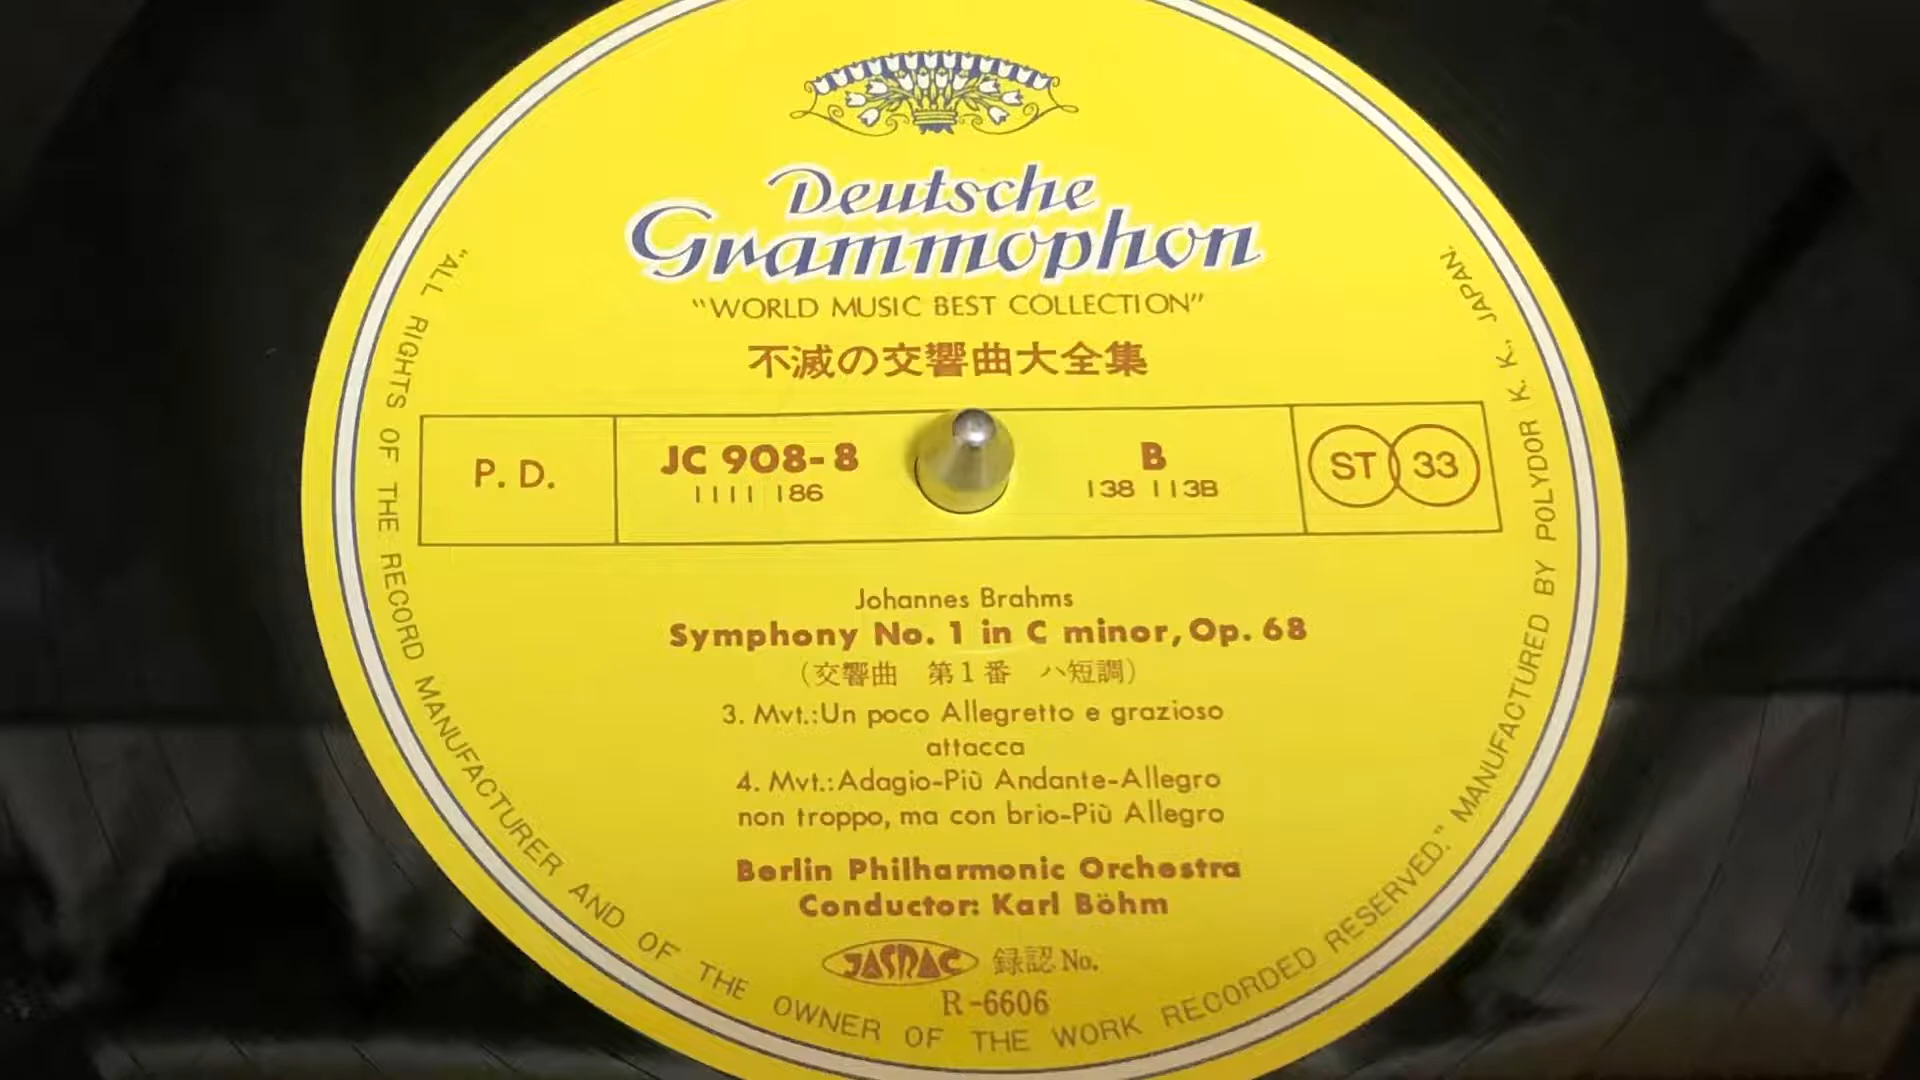 Deutsche
Grammophon
"WORLD MUSIC BEST COLLECTION"
不滅の交響曲大全集
P. D.
JC 908-8
1111 186
B
138 113B
ST 33
Johannes Brahms
Symphony No. 1 in C minor, Op. 68
(交響曲 第1番 ハ短調)
3. Mvt.:Un poco Allegretto e grazioso
attacca
4. Mvt.:Adagio-Più Andante-Allegro
non troppo, ma con brio-Più Allegro
Berlin Philharmonic Orchestra
Conductor: Karl Böhm
JASRAC 録認No.
R-6606
"ALL RIGHTS OF THE RECORD MANUFACTURER AND OF THE OWNER OF THE WORK RECORDED RESERVED." MANUFACTURED BY POLYDOR K. K., JAPAN.